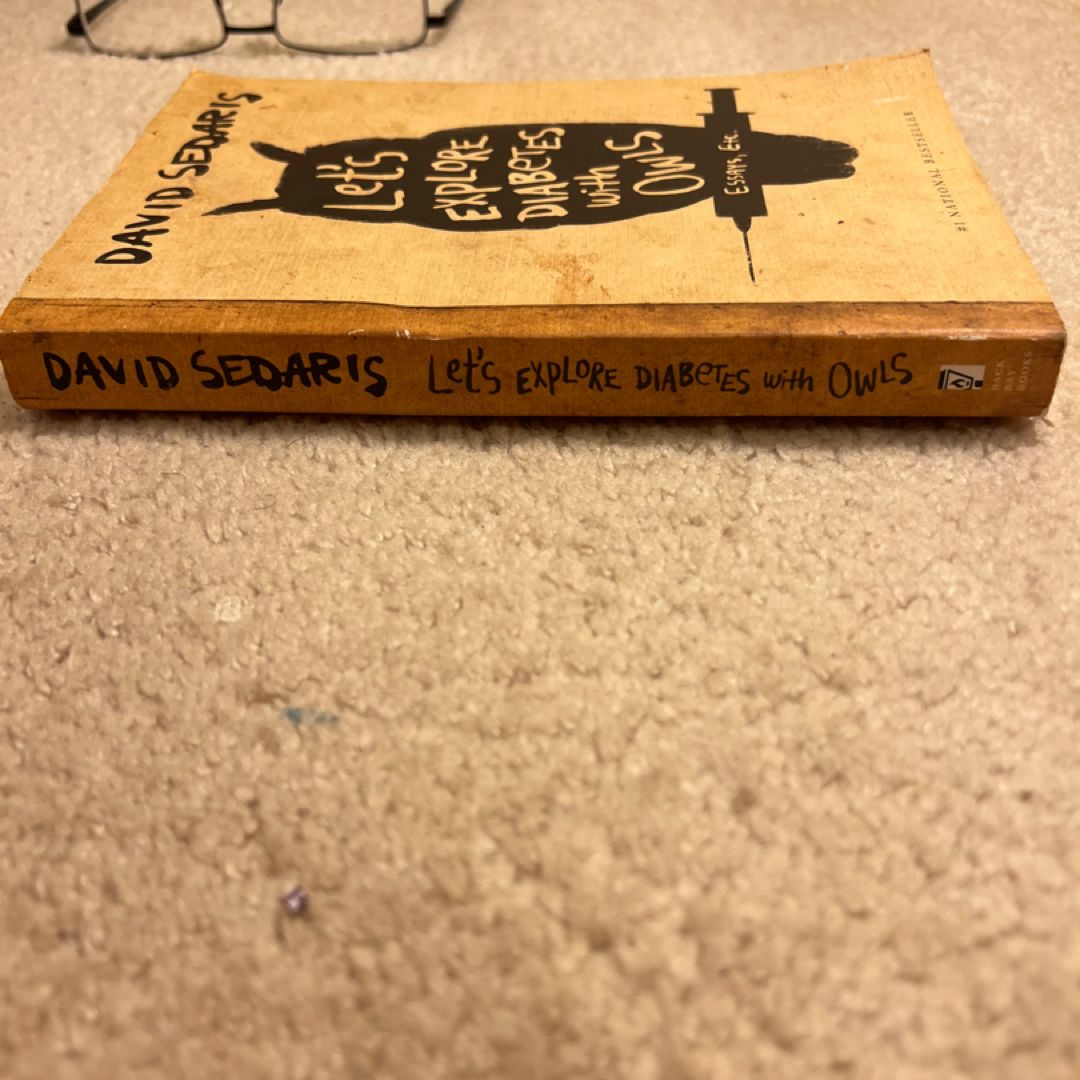 DAVID SEDARIS
Let's
EXPLORE
DIABETES
with
OWLS
ESSAYS, Etc.
#1 NATIONAL BESTSELLER
DAVID SEDARIS Let's EXPLORE DIABETES with OWLS
BACK
BAY
BOOKS